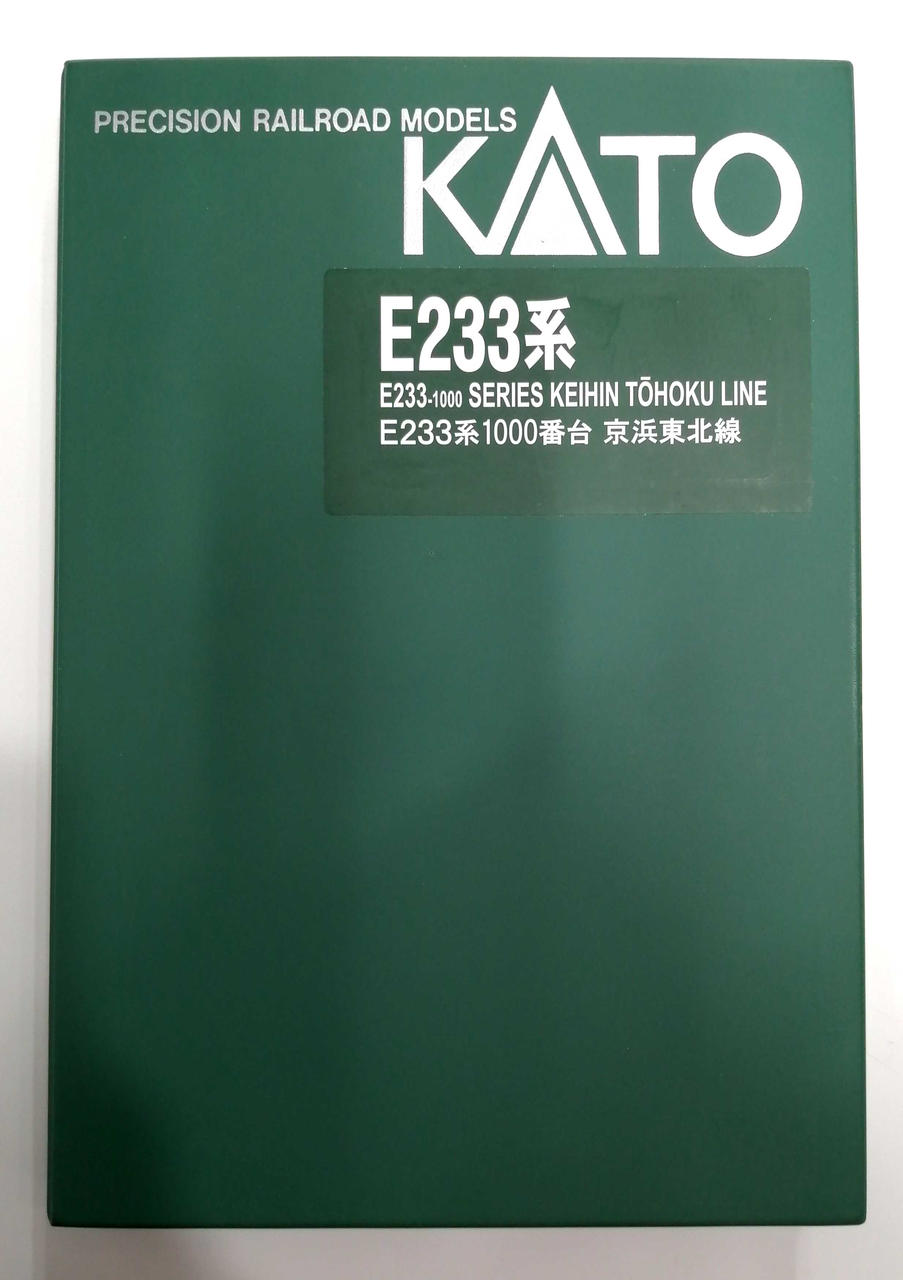 PRECISION RAILROAD MODELS
KATO
E233系
E233-1000 SERIES KEIHIN TŌHOKU LINE
E233系1000番台 京浜東北線